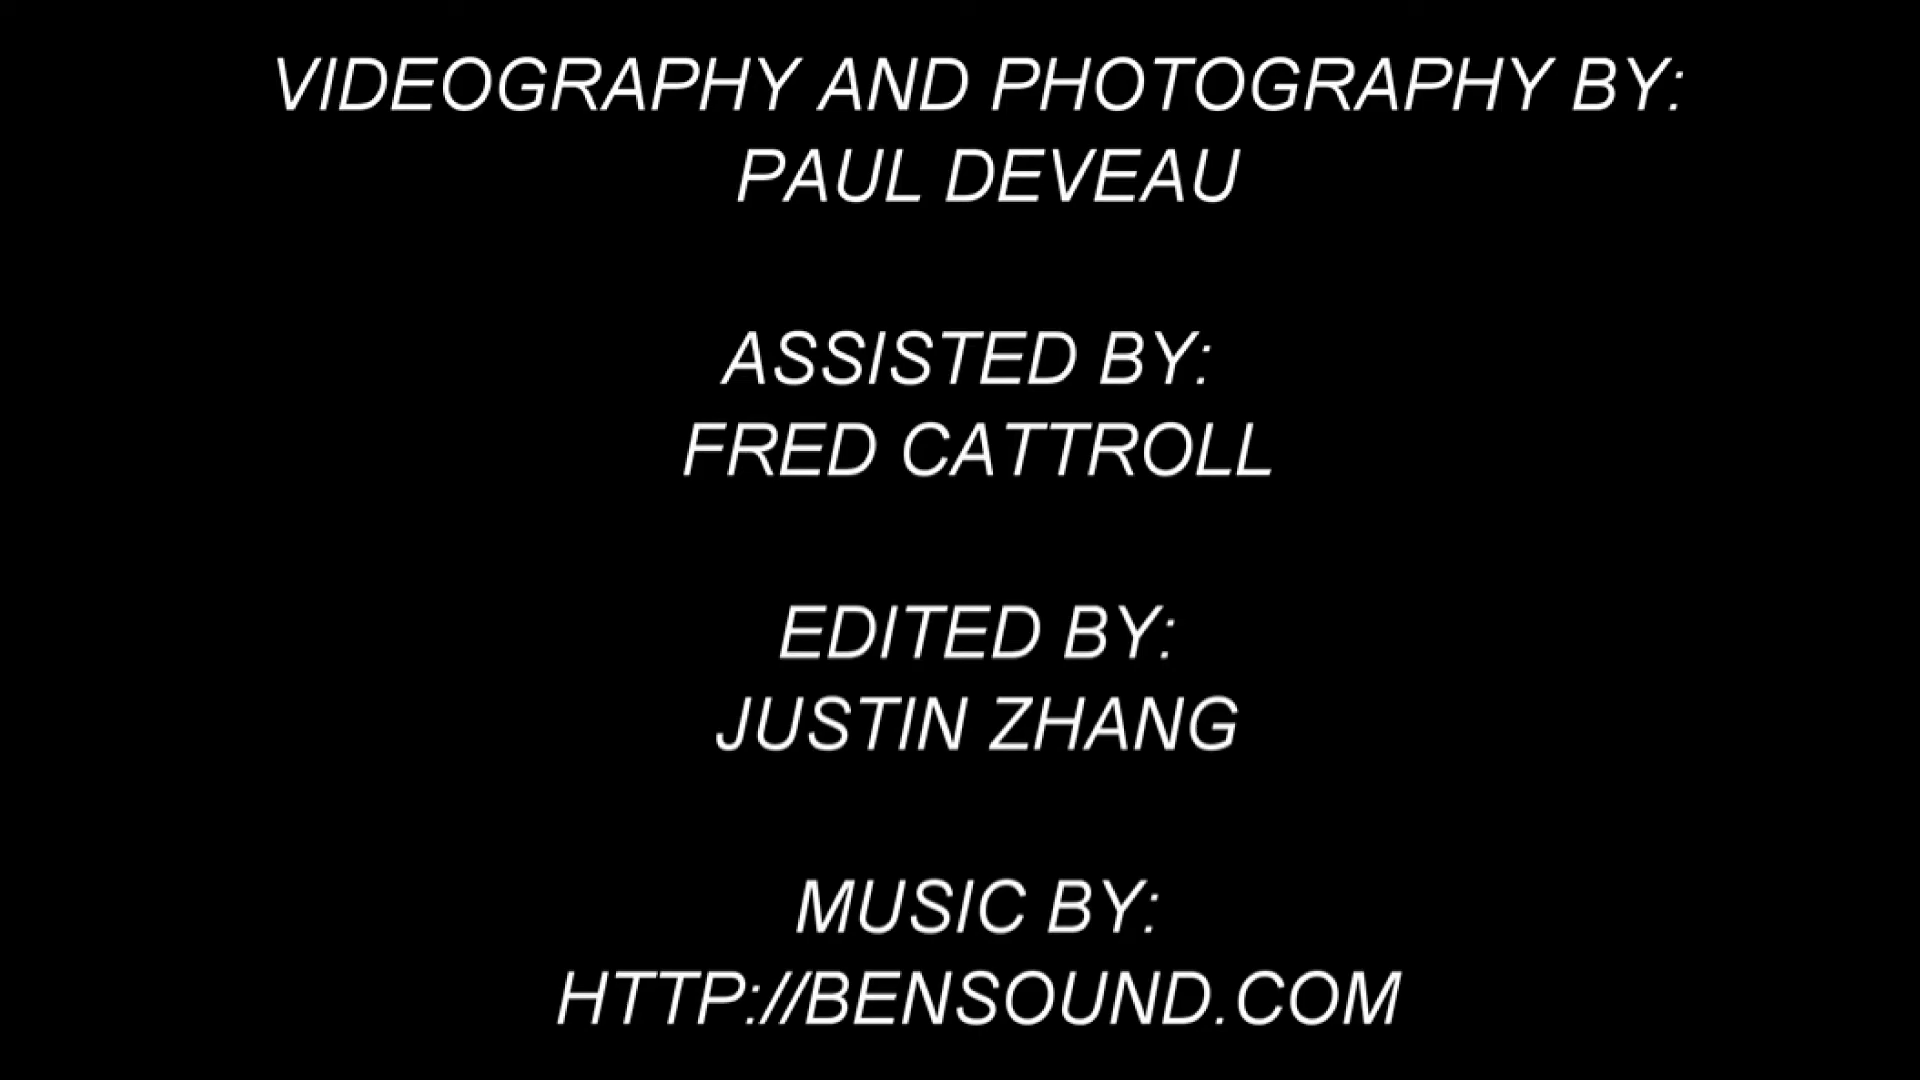 VIDEOGRAPHY AND PHOTOGRAPHY BY:
PAUL DEVEAU
ASSISTED BY:
FRED CATTROLL
EDITED BY:
JUSTIN ZHANG
MUSIC BY:
HTTP://BENSOUND.COM